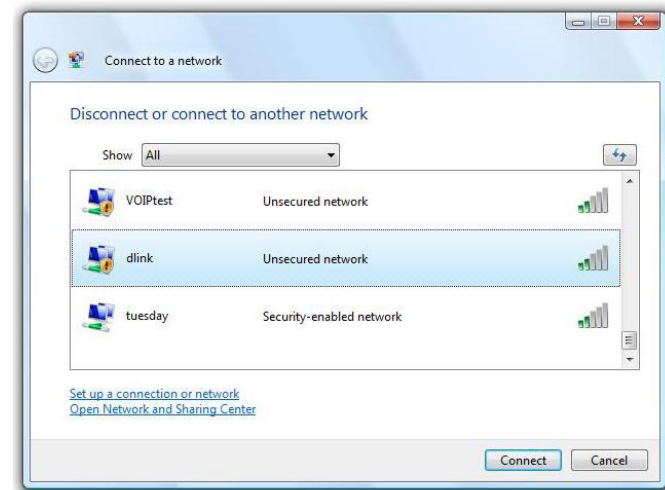 Connect to a network
Disconnect or connect to another network
Show All
VOIPtest Unsecured network
dlink Unsecured network
tuesday Security-enabled network
Set up a connection or network
Open Network and Sharing Center
Connect Cancel